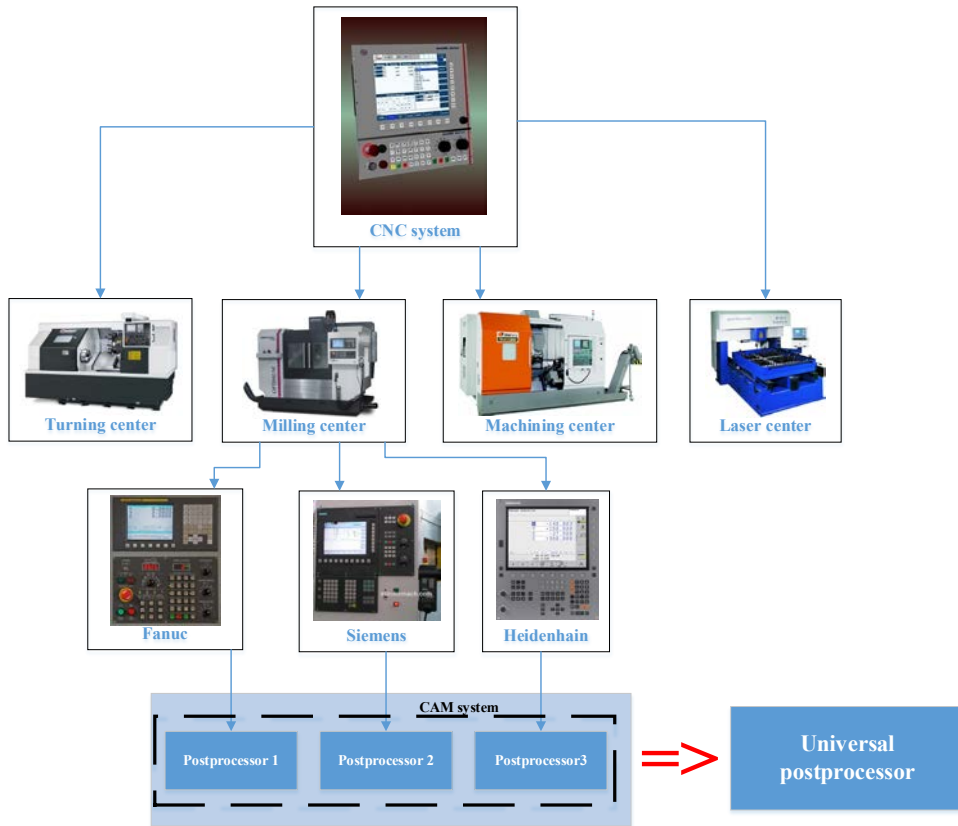 CNC system
Turning center
Milling center
Machining center
Laser center
Fanuc
Siemens
Heidenhain
CAM system
Postprocessor 1
Postprocessor 2
Postprocessor3
Universal
postprocessor